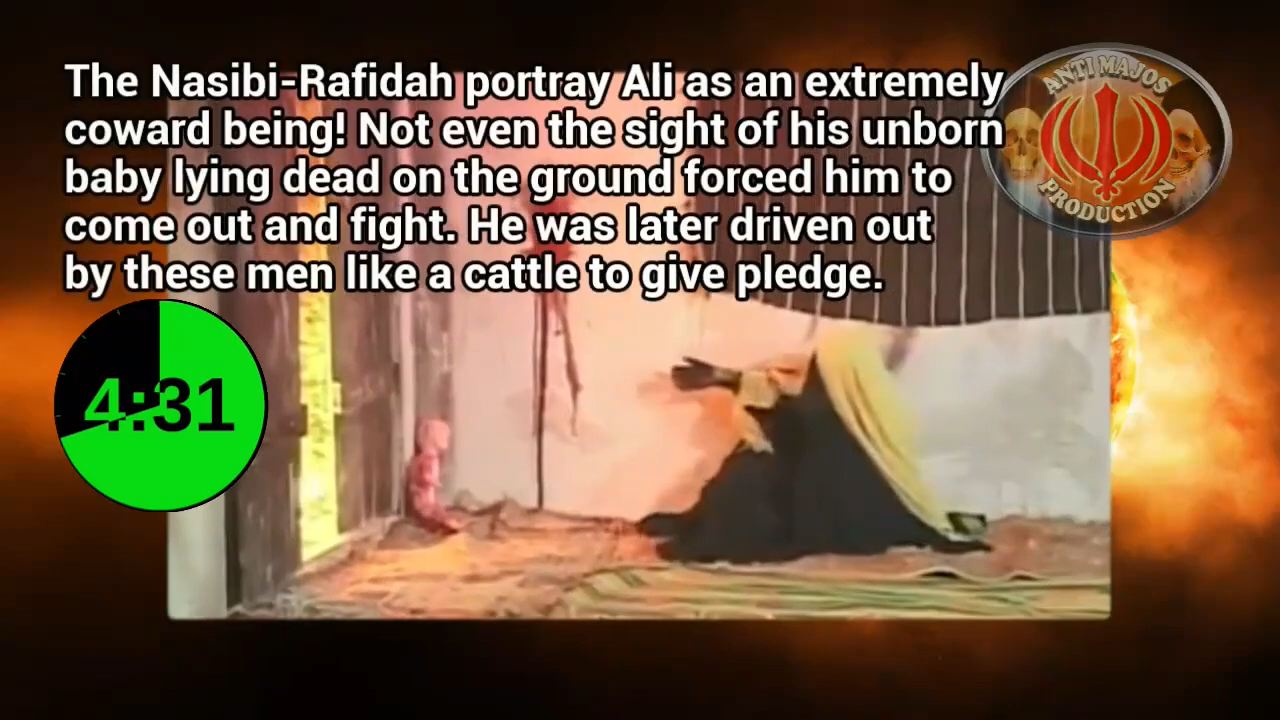 The Nasibi-Rafidah portray Ali as an extremely
coward being! Not even the sight of his unborn
baby lying dead on the ground forced him to
come out and fight. He was later driven out
by these men like a cattle to give pledge.
ANTI MAJOS
PRODUCTION
4:31